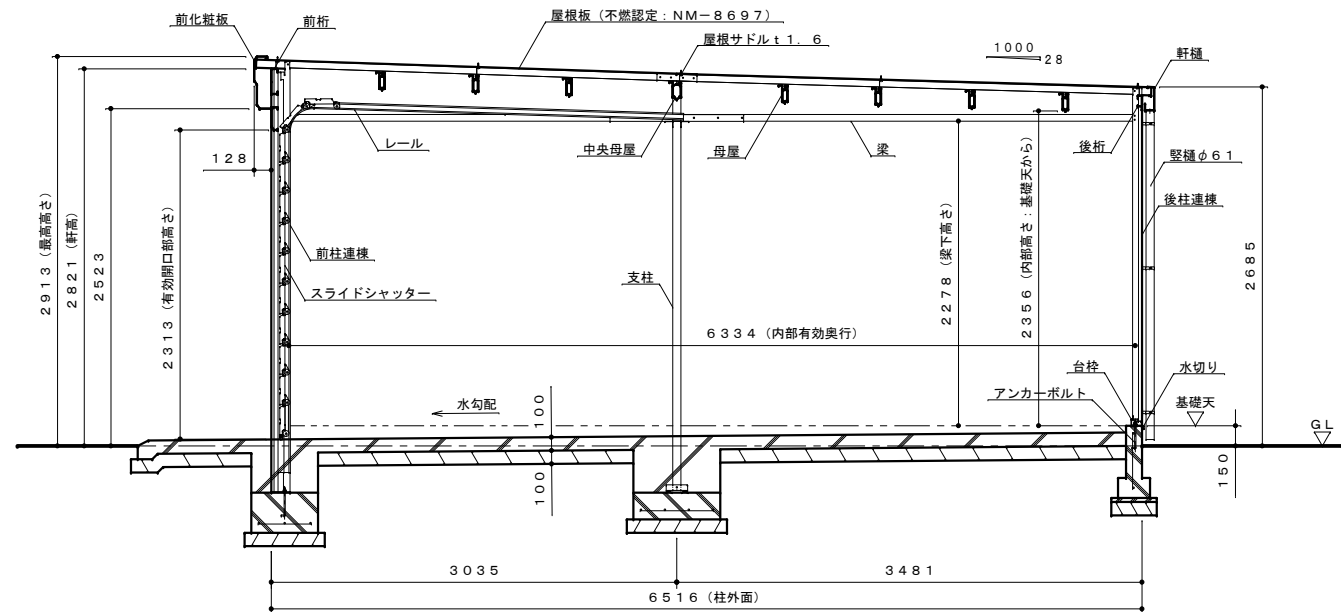 前化粧板
前桁
屋根板（不燃認定：ＮＭ－８６９７）
屋根サドルｔ１．６
１０００
２８
軒樋
１２８
レール
中央母屋
母屋
梁
後桁
竪樋φ６１
後柱連棟
２９１３（最高高さ）
２８２１（軒高）
２５２３
２３１３（有効開口部高さ）
前柱連棟
スライドシャッター
支柱
２２７８（梁下高さ）
２３５６（内部高さ：基礎天から）
２６８５
６３３４（内部有効奥行）
台枠
水切り
アンカーボルト
基礎天
水勾配
１００
１００
ＧＬ
１５０
３０３５
３４８１
６５１６（柱外面）